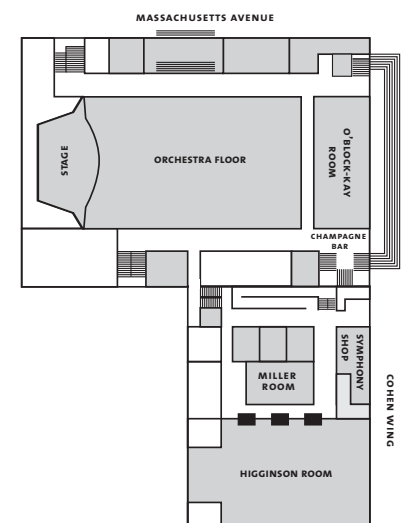 MASSACHUSETTS AVENUE
STAGE
ORCHESTRA FLOOR
O'BLOCK-KAY
ROOM
CHAMPAGNE
BAR
MILLER
ROOM
SYMPHONY
SHOP
COHEN WING
HIGGINSON ROOM